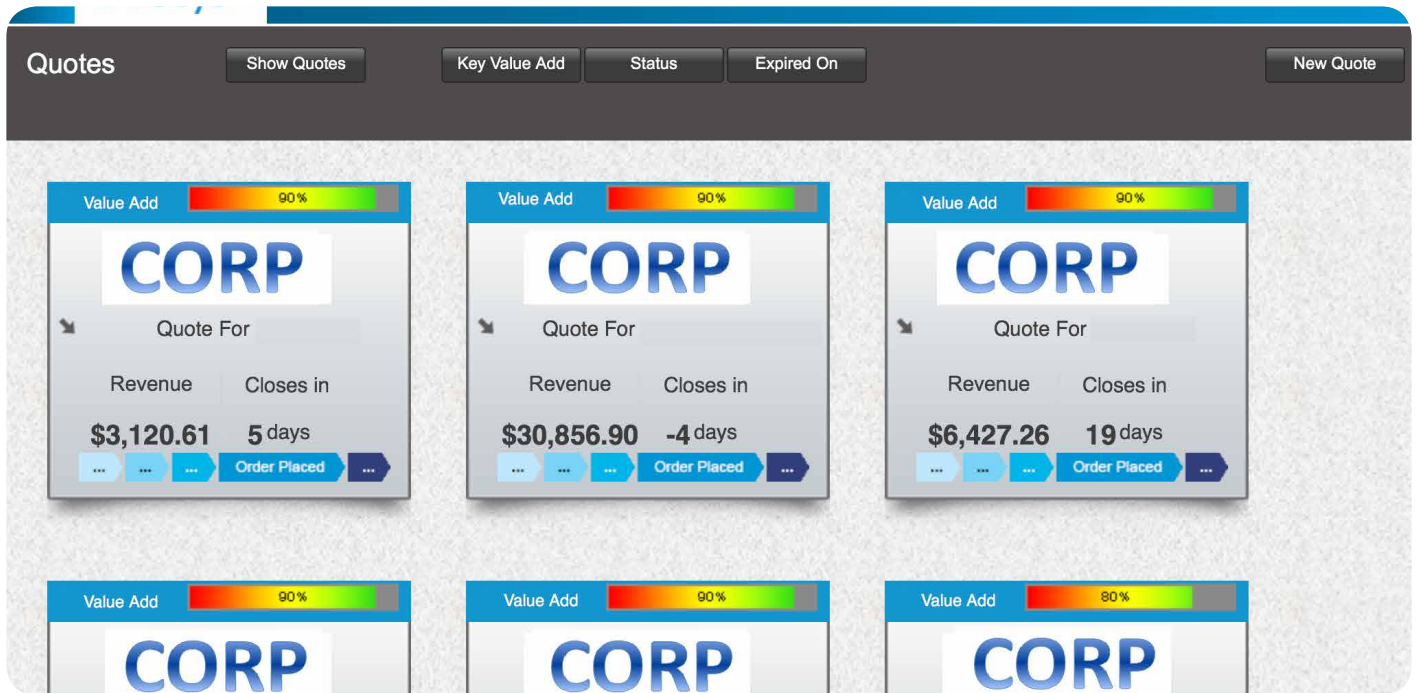 Quotes Show Quotes Key Value Add Status Expired On New Quote
Value Add 90%
CORP
Quote For
Revenue Closes in
$3,120.61 5 days
... ... ... Order Placed ...
Value Add 90%
CORP
Quote For
Revenue Closes in
$30,856.90 -4 days
... ... ... Order Placed ...
Value Add 90%
CORP
Quote For
Revenue Closes in
$6,427.26 19 days
... ... ... Order Placed ...
Value Add 90%
CORP
Value Add 90%
CORP
Value Add 80%
CORP